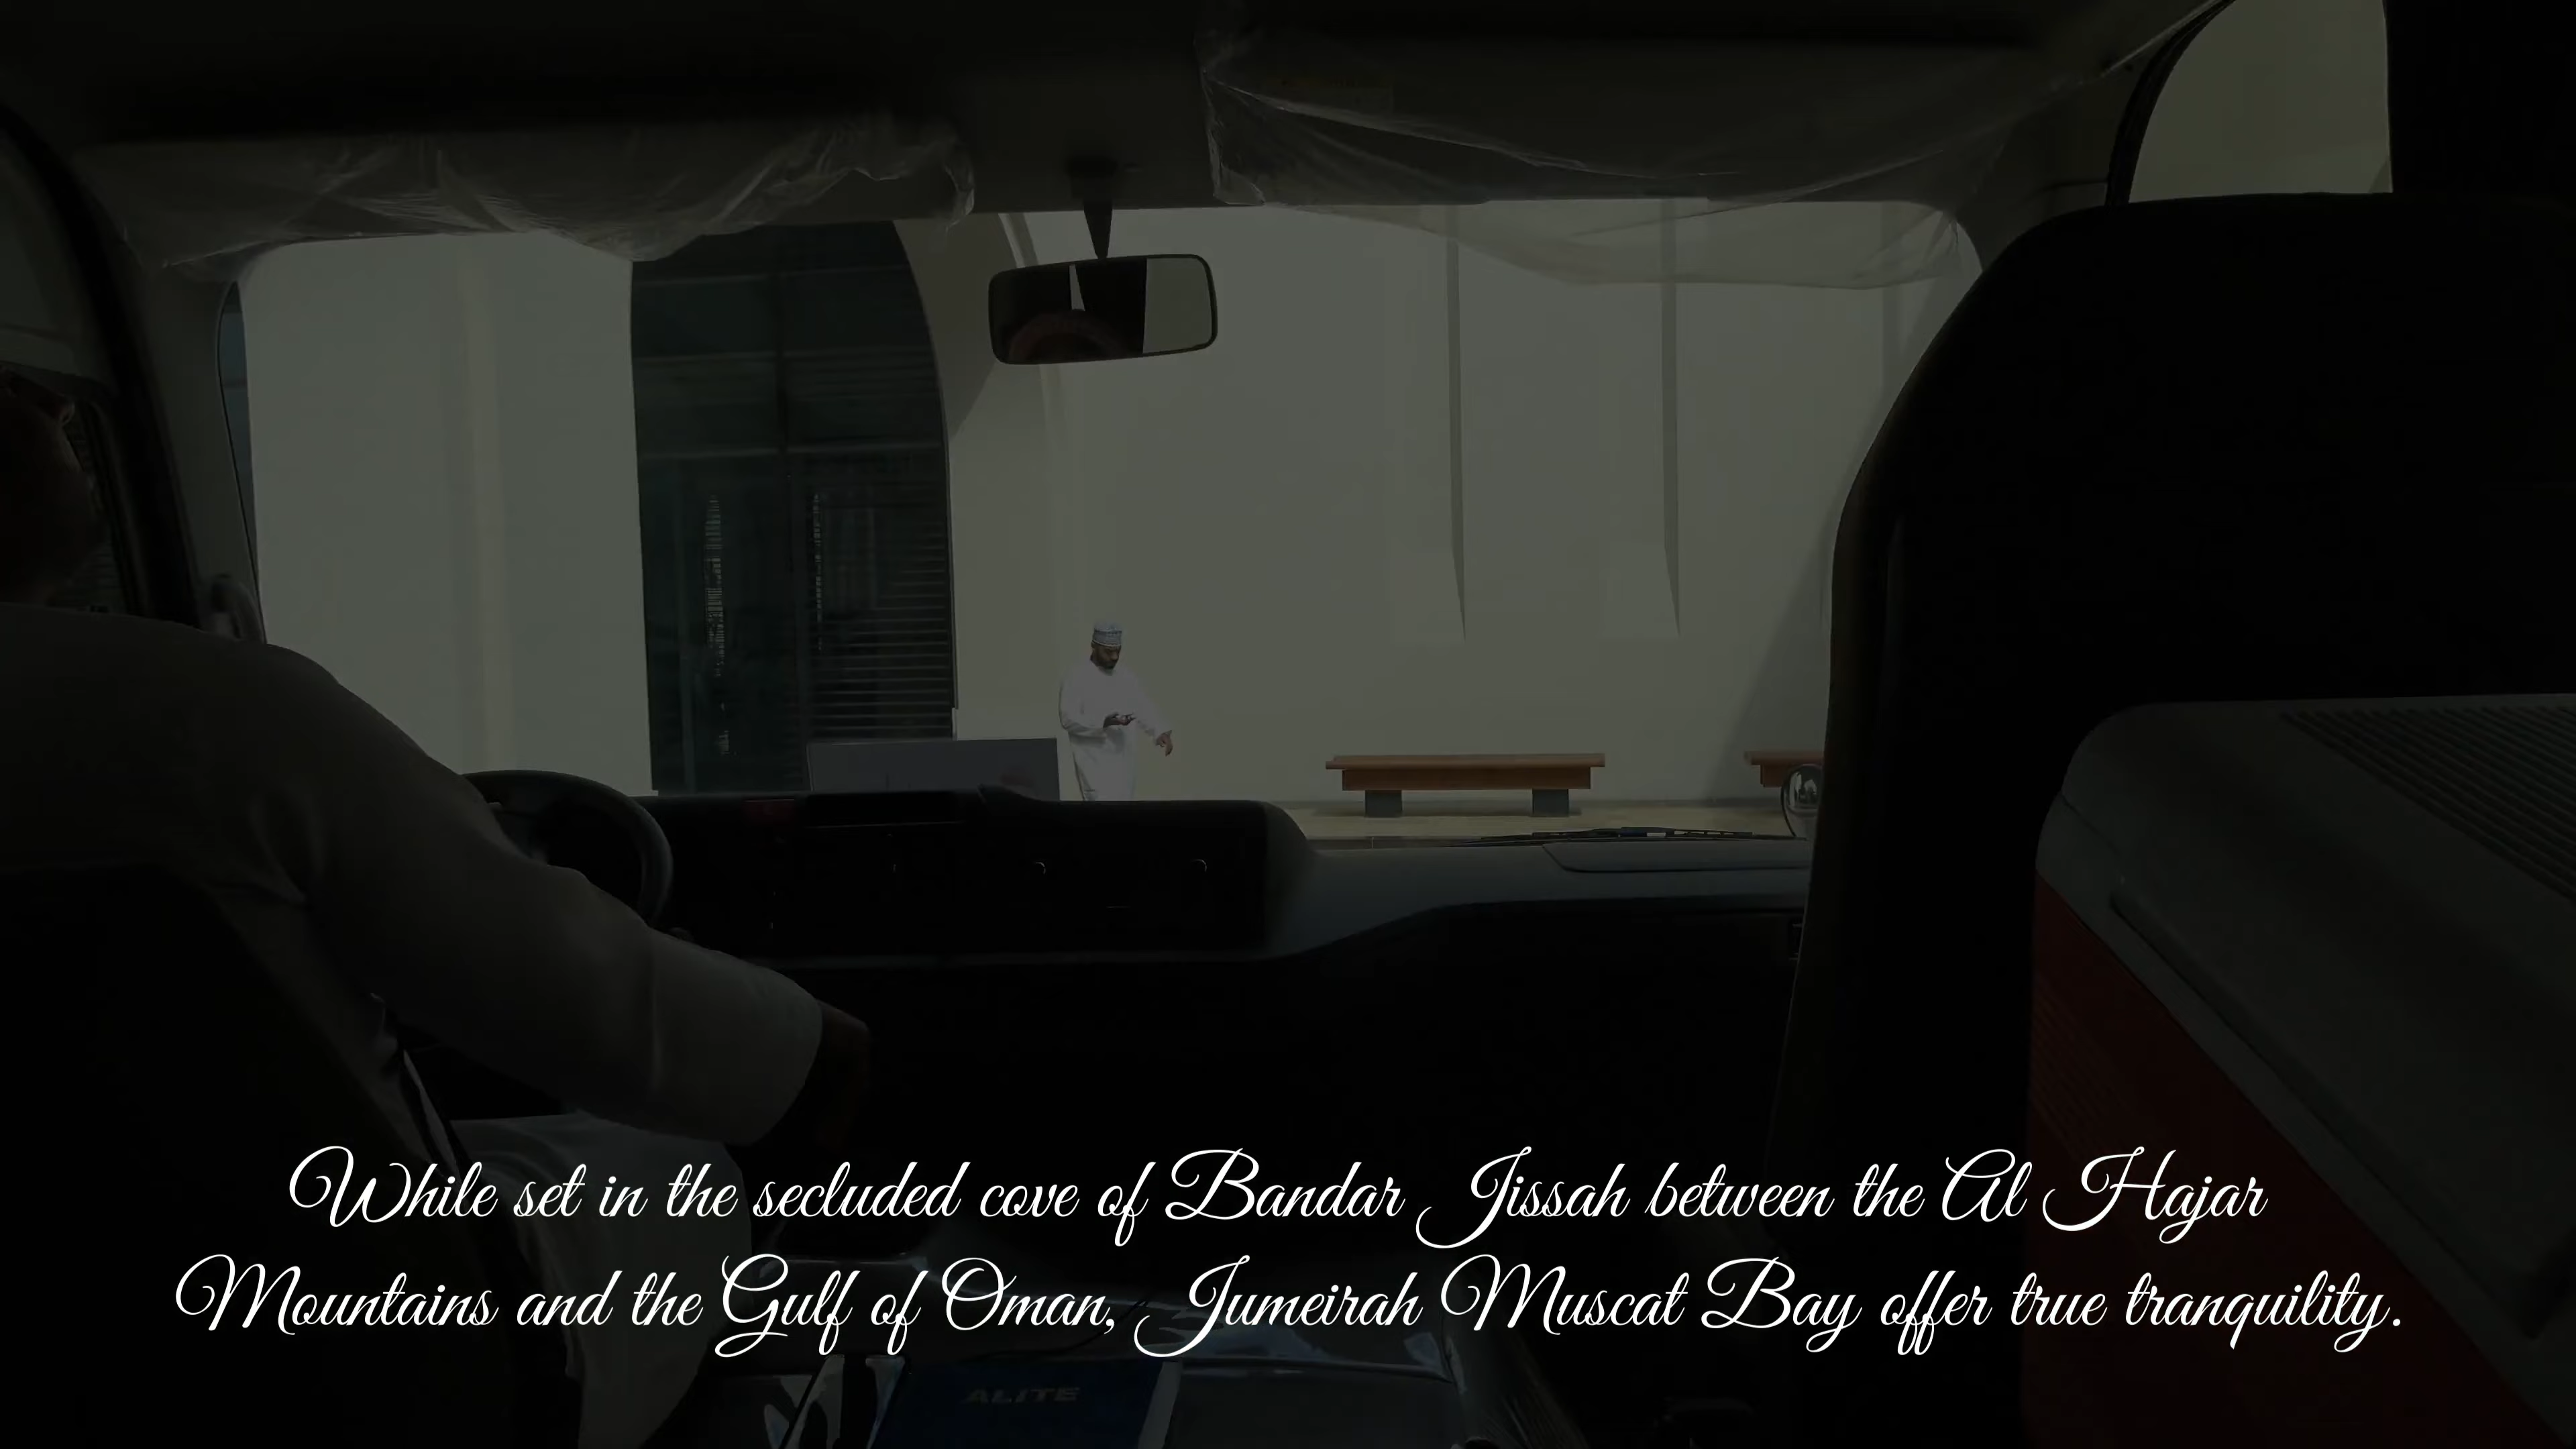 While set in the secluded cove of Bandar Jissah between the Al Hajar
Mountains and the Gulf of Oman, Jumeirah Muscat Bay offer true tranquility.
ALITE